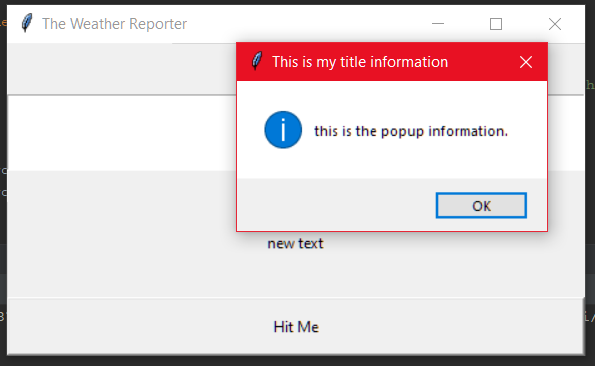 The Weather Reporter
This is my title information
this is the popup information.
OK
new text
Hit Me